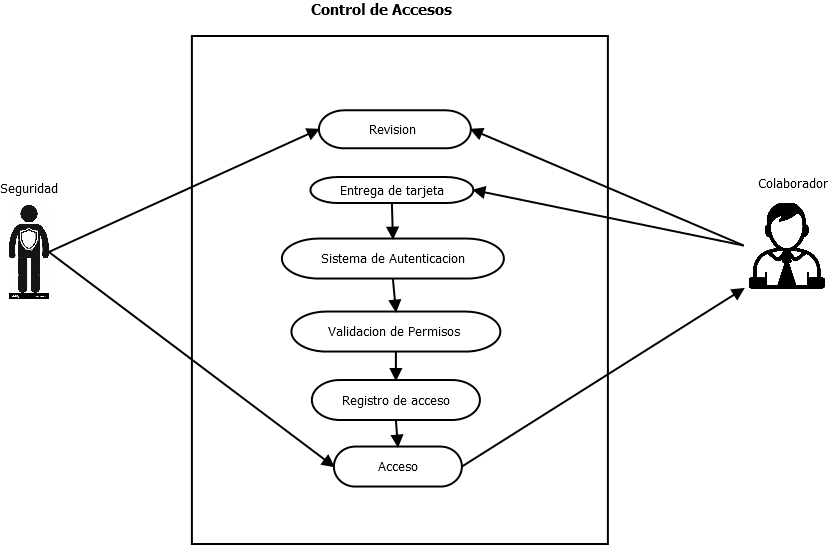 Control de Accesos
Revision
Seguridad
Entrega de tarjeta
Colaborador
Sistema de Autenticacion
Validacion de Permisos
Registro de acceso
Acceso